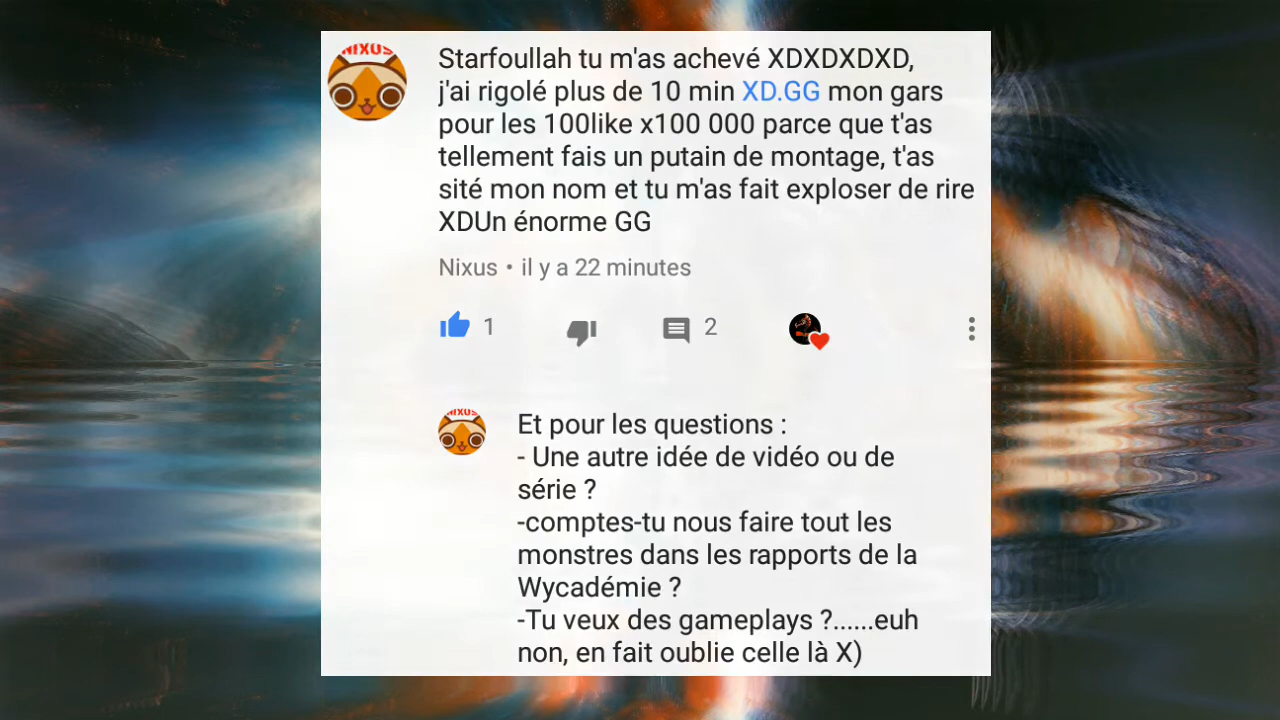 NIXUS
Starfoullah tu m'as achevé XDXDXDXD,
j'ai rigolé plus de 10 min XD.GG mon gars
pour les 100like x100 000 parce que t'as
tellement fais un putain de montage, t'as
sité mon nom et tu m'as fait exploser de rire
XDUn énorme GG
Nixus • il y a 22 minutes
1 2
NIXUS
Et pour les questions :
- Une autre idée de vidéo ou de
série ?
-comptes-tu nous faire tout les
monstres dans les rapports de la
Wycadémie ?
-Tu veux des gameplays ?......euh
non, en fait oublie celle là X)